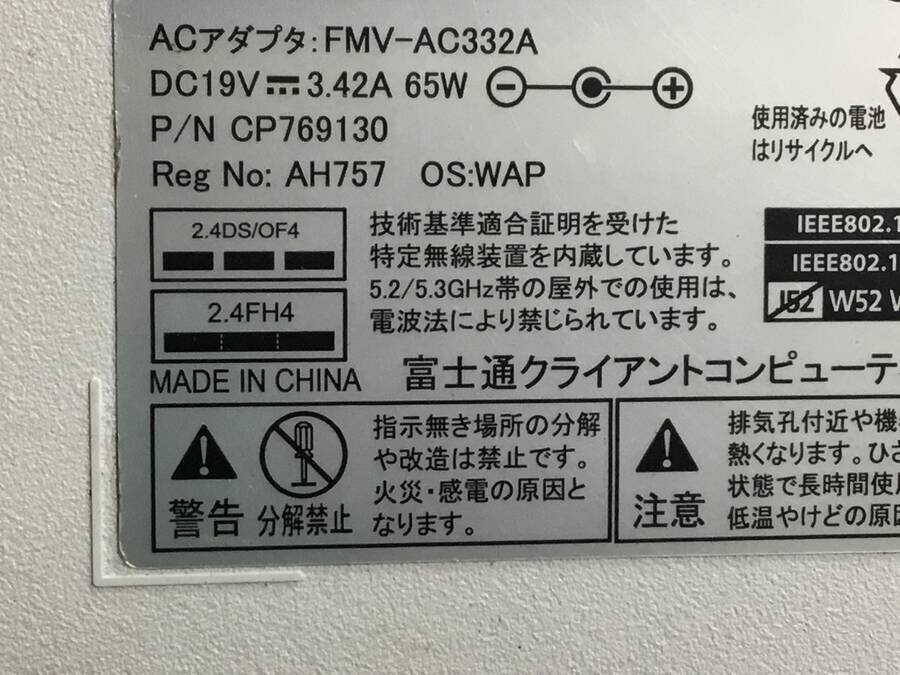 ACアダプタ:FMV-AC332A
DC19V⎓3.42A 65W
P/N CP769130
Reg No: AH757 OS:WAP
使用済みの電池
はリサイクルへ
2.4DS/OF4
2.4FH4
技術基準適合証明を受けた
特定無線装置を内蔵しています。
5.2/5.3GHz帯の屋外での使用は、
電波法により禁じられています。
IEEE802.1
IEEE802.1
J52 W52
MADE IN CHINA
富士通クライアントコンピューテ
警告
分解禁止
指示無き場所の分解
や改造は禁止です。
火災・感電の原因と
なります。
注意
排気孔付近や機
熱くなります。ひさ
状態で長時間使用
低温やけどの原因